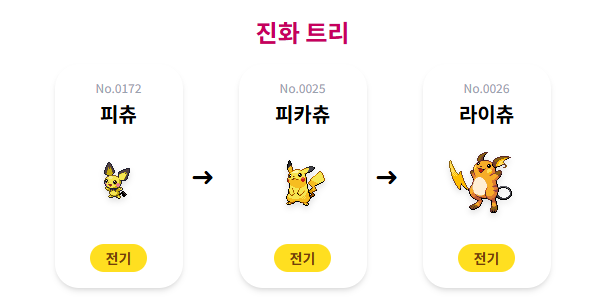 진화 트리
No.0172
피츄
전기
→
No.0025
피카츄
전기
→
No.0026
라이츄
전기